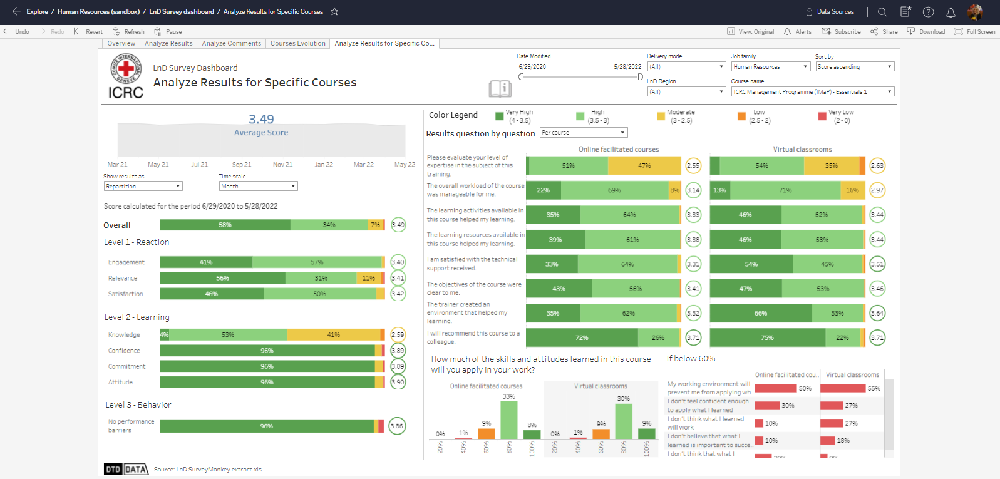 Explore / Human Resources (sandbox) / LnD Survey dashboard / Analyze Results for Specific Courses
Data Sources
Undo Redo Revert Refresh Pause
View: Original Alerts Subscribe Share Download Full Screen
Overview Analyze Results Analyze Comments Courses Evolution Analyze Results for Specific Co...
COMITE INTERNATIONAL GENEVE
ICRC
LnD Survey Dashboard
Analyze Results for Specific Courses
Date Modified
6/29/2020 5/28/2022
Delivery mode
(All)
Job family
Human Resources
Sort by
Score ascending
LnD Region
(All)
Course name
ICRC Management Programme (IMaP) - Essentials 1
3.49
Average Score
Mar 21 May 21 Jul 21 Sep 21 Nov 21 Jan 22 Mar 22 May 22
Show results as
Repartition
Time scale
Month
Score calculated for the period 6/29/2020 to 5/28/2022
Overall 58% 34% 7% 3.49
Level 1 - Reaction
Engagement 41% 57% 3.40
Relevance 56% 31% 11% 3.41
Satisfaction 46% 50% 3.42
Level 2 - Learning
Knowledge 4% 53% 41% 2.59
Confidence 96% 3.89
Commitment 96% 3.89
Attitude 96% 3.90
Level 3 - Behavior
No performance
barriers 96% 3.86
DTD DATA Source: LnD SurveyMonkey extract.xls
Color Legend
Very High
(4 - 3.5)
High
(3.5 - 3)
Moderate
(3 - 2.5)
Low
(2.5 - 2)
Very Low
(2 - 0)
Results question by question Per course
Online facilitated courses Virtual classrooms
Please evaluate your level of
expertise in the subject of this
training.
51% 47% 2.55 54% 35% 2.63
The overall workload of the course
was manageable for me.
22% 69% 8% 3.14 13% 71% 16% 2.97
The learning activities available in
this course helped my learning.
35% 64% 3.33 46% 52% 3.44
The learning resources available in
this course helped my learning.
39% 61% 3.38 46% 53% 3.44
I am satisfied with the technical
support received.
33% 64% 3.31 54% 45% 3.51
The objectives of the course were
clear to me.
43% 56% 3.41 47% 53% 3.46
The trainer created an
environment that helped my
learning.
35% 62% 3.32 66% 33% 3.64
I will recommend this course to a
colleague.
72% 26% 3.71 75% 22% 3.71
How much of the skills and attitudes learned in this course
will you apply in your work?
Online facilitated courses Virtual classrooms
0% 1% 9% 33% 8% 0% 1% 9% 30% 9%
20% 40% 60% 80% 100% 20% 40% 60% 80% 100%
If below 60%
Online facilitated cou.. Virtual classrooms
My working environment will
prevent me from applying wh..
50% 55%
I don't feel confident enough
to apply what I learned
30% 27%
I don't think what I learned
will work
10% 27%
I don't believe that what I
learned is important to succe..
10% 18%
I don't think that what I